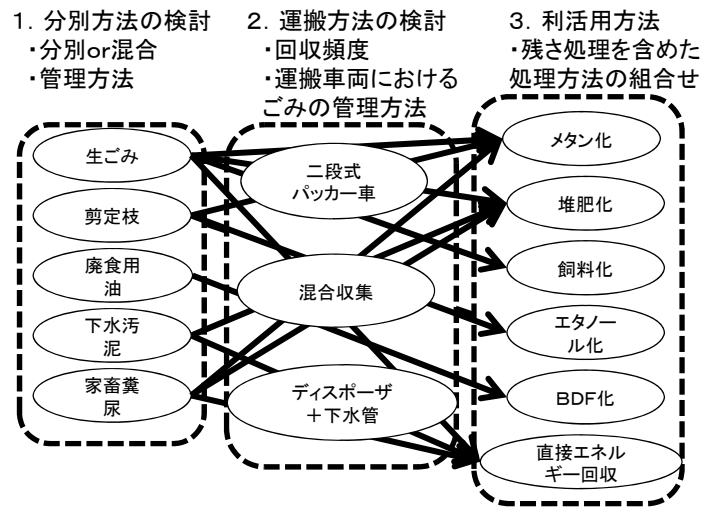 1．分別方法の検討
・分別or混合
・管理方法
2．運搬方法の検討
・回収頻度
・運搬車両における
ごみの管理方法
3．利活用方法
・残さ処理を含めた
処理方法の組合せ
生ごみ
剪定枝
廃食用
油
下水汚
泥
家畜糞
尿
二段式
パッカー車
混合収集
ディスポーザ
＋下水管
メタン化
堆肥化
飼料化
エタノー
ル化
BDF化
直接エネル
ギー回収